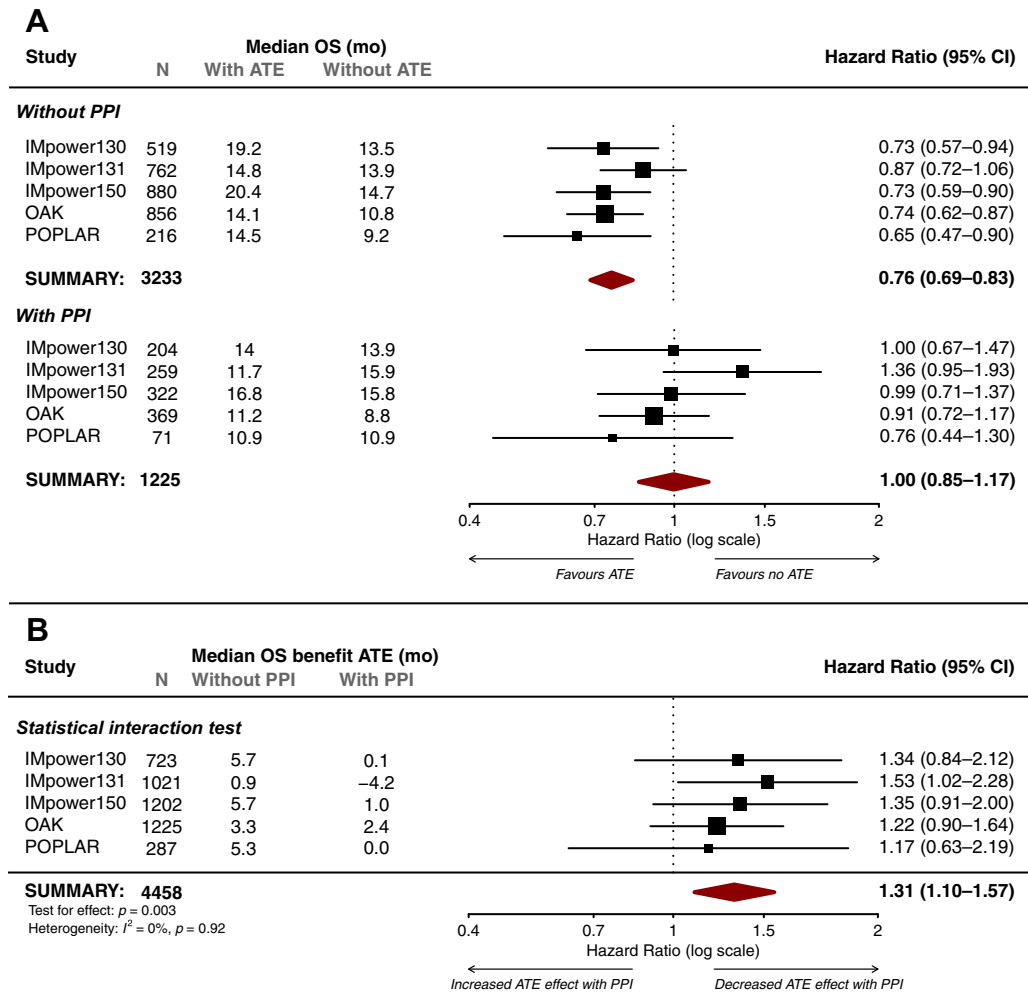 A
Study Median OS (mo) Hazard Ratio (95% CI)
N With ATE Without ATE
Without PPI
IMpower130 519 19.2 13.5 0.73 (0.57–0.94)
IMpower131 762 14.8 13.9 0.87 (0.72–1.06)
IMpower150 880 20.4 14.7 0.73 (0.59–0.90)
OAK 856 14.1 10.8 0.74 (0.62–0.87)
POPLAR 216 14.5 9.2 0.65 (0.47–0.90)
SUMMARY: 3233 0.76 (0.69–0.83)
With PPI
IMpower130 204 14 13.9 1.00 (0.67–1.47)
IMpower131 259 11.7 15.9 1.36 (0.95–1.93)
IMpower150 322 16.8 15.8 0.99 (0.71–1.37)
OAK 369 11.2 8.8 0.91 (0.72–1.17)
POPLAR 71 10.9 10.9 0.76 (0.44–1.30)
SUMMARY: 1225 1.00 (0.85–1.17)
0.4 0.7 1 1.5 2
Hazard Ratio (log scale)
Favours ATE Favours no ATE
B
Study Median OS benefit ATE (mo) Hazard Ratio (95% CI)
N Without PPI With PPI
Statistical interaction test
IMpower130 723 5.7 0.1 1.34 (0.84–2.12)
IMpower131 1021 0.9 −4.2 1.53 (1.02–2.28)
IMpower150 1202 5.7 1.0 1.35 (0.91–2.00)
OAK 1225 3.3 2.4 1.22 (0.90–1.64)
POPLAR 287 5.3 0.0 1.17 (0.63–2.19)
SUMMARY: 4458 1.31 (1.10–1.57)
Test for effect: p = 0.003
Heterogeneity: I² = 0%, p = 0.92
0.4 0.7 1 1.5 2
Hazard Ratio (log scale)
Increased ATE effect with PPI Decreased ATE effect with PPI